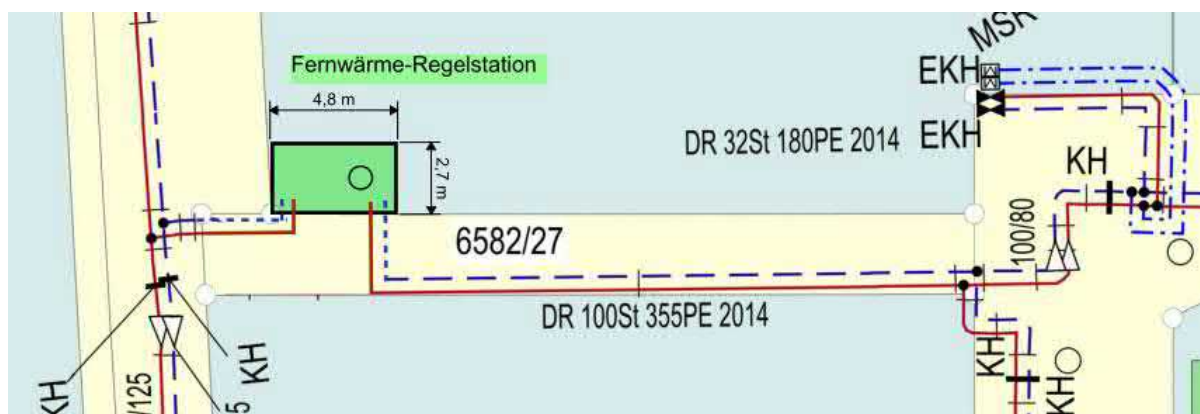 MSR
Fernwärme-Regelstation
EKH
4,8 m
DR 32St 180PE 2014
EKH
2,7 m
KH
6582/27
100/80
DR 100St 355PE 2014
KH
KH
KH
KH
/125
5